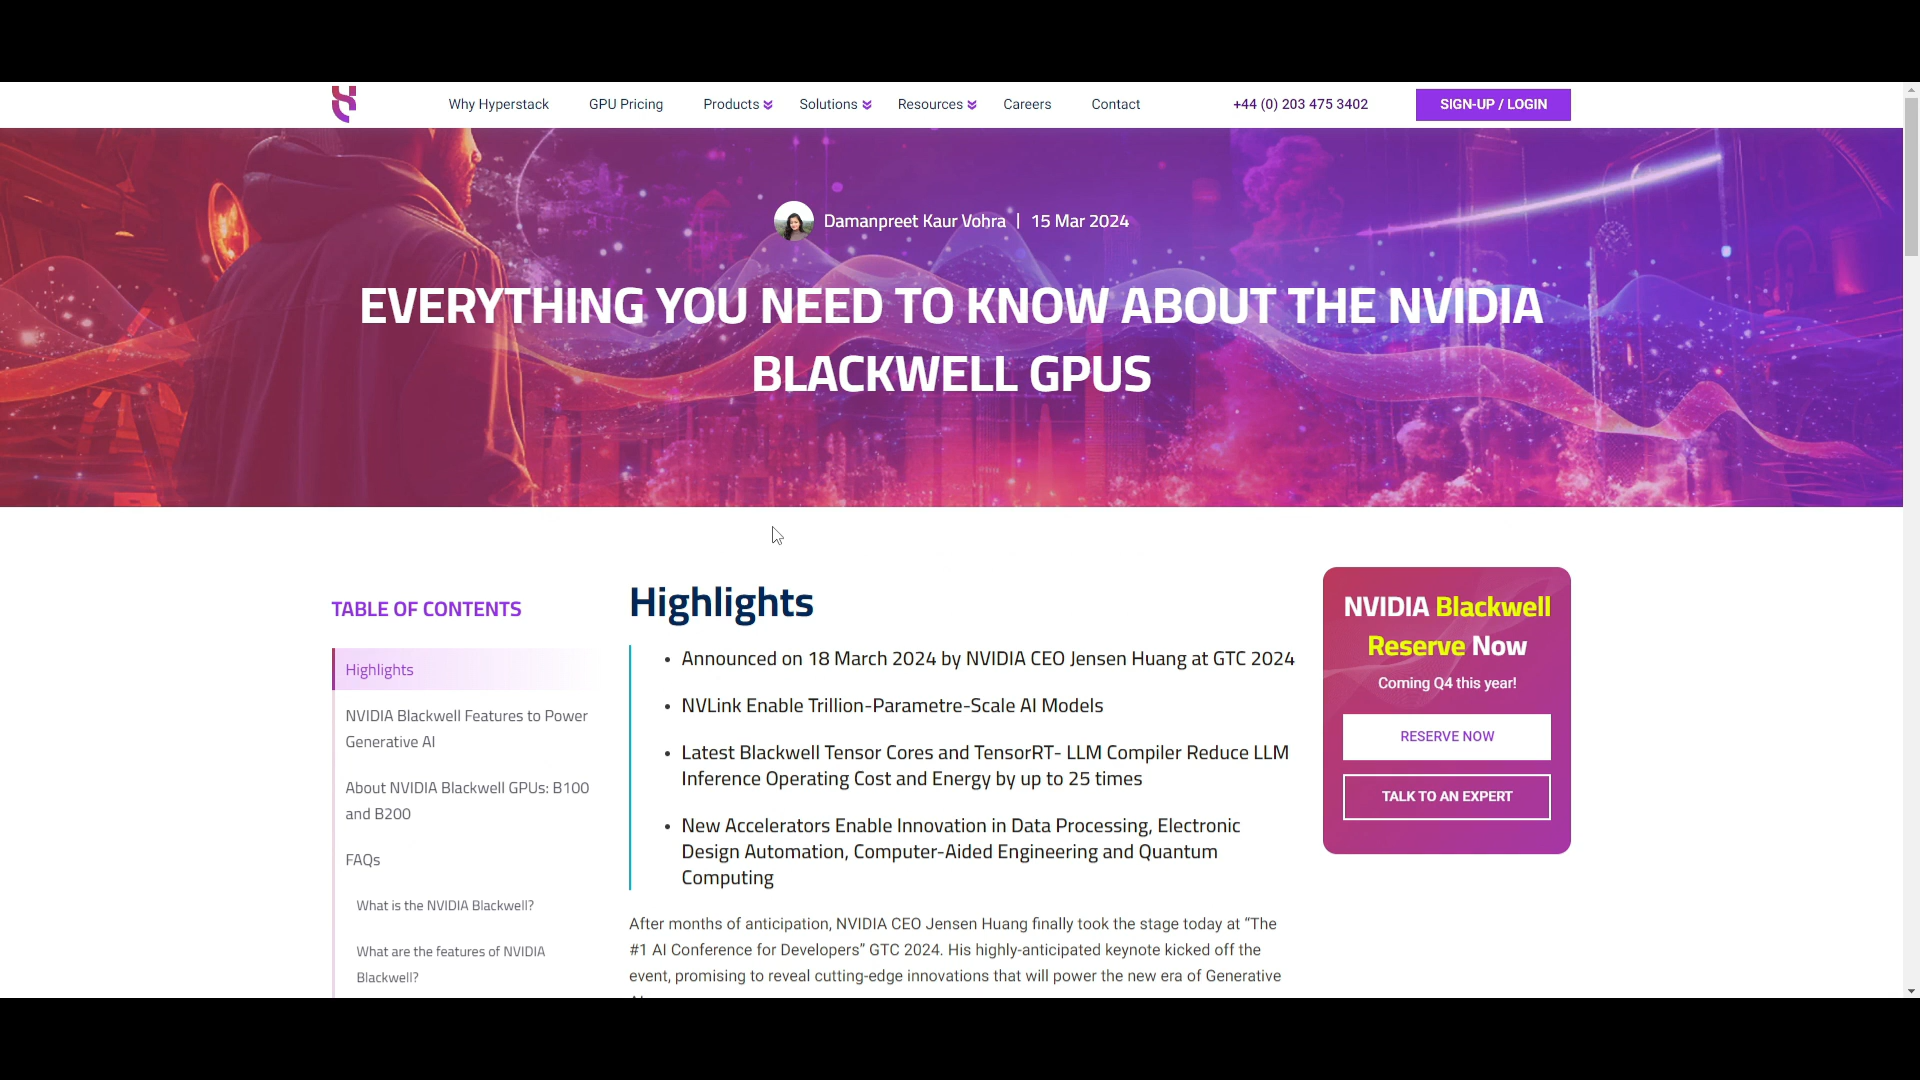 Why Hyperstack GPU Pricing Products Solutions Resources Careers Contact +44 (0) 203 475 3402 SIGN-UP / LOGIN
Damanpreet Kaur Vohra | 15 Mar 2024
EVERYTHING YOU NEED TO KNOW ABOUT THE NVIDIA
BLACKWELL GPUS
TABLE OF CONTENTS
Highlights
NVIDIA Blackwell Features to Power
Generative AI
About NVIDIA Blackwell GPUs: B100
and B200
FAQs
What is the NVIDIA Blackwell?
What are the features of NVIDIA
Blackwell?
Highlights
• Announced on 18 March 2024 by NVIDIA CEO Jensen Huang at GTC 2024
• NVLink Enable Trillion-Parametre-Scale AI Models
• Latest Blackwell Tensor Cores and TensorRT- LLM Compiler Reduce LLM
Inference Operating Cost and Energy by up to 25 times
• New Accelerators Enable Innovation in Data Processing, Electronic
Design Automation, Computer-Aided Engineering and Quantum
Computing
After months of anticipation, NVIDIA CEO Jensen Huang finally took the stage today at “The
#1 AI Conference for Developers” GTC 2024. His highly-anticipated keynote kicked off the
event, promising to reveal cutting-edge innovations that will power the new era of Generative
NVIDIA Blackwell
Reserve Now
Coming Q4 this year!
RESERVE NOW
TALK TO AN EXPERT